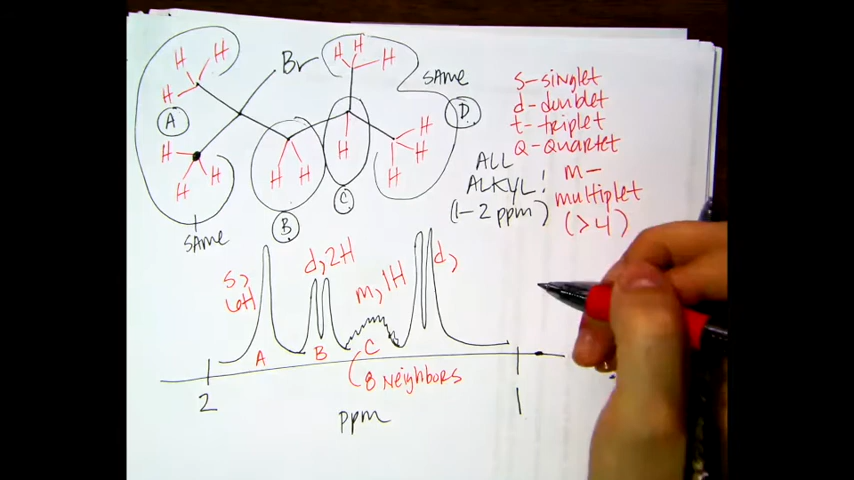 H H H
A
H H H
SAME
Br
H H
B
H
C
H H H
H H H
SAME
D
ALL
ALKYL!
(1-2 ppm)
s-singlet
d-doublet
t-triplet
Q-Quartet
m-
multiplet
(>4)
s,
6H
d,2H
m,1H
d,
A B C
8 neighbors
2 1
ppm